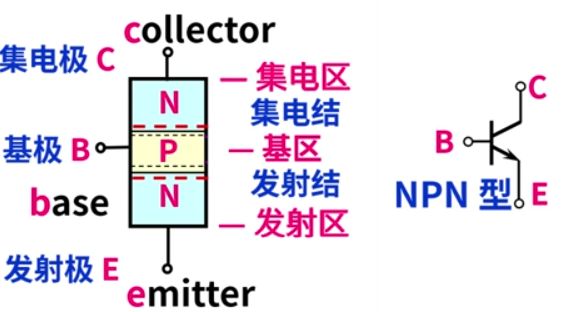 collector
集电极 C
N
集电区
集电结
基极 B
P
基区
base
N
发射结
发射区
发射极 E
emitter
C
B
NPN 型
E